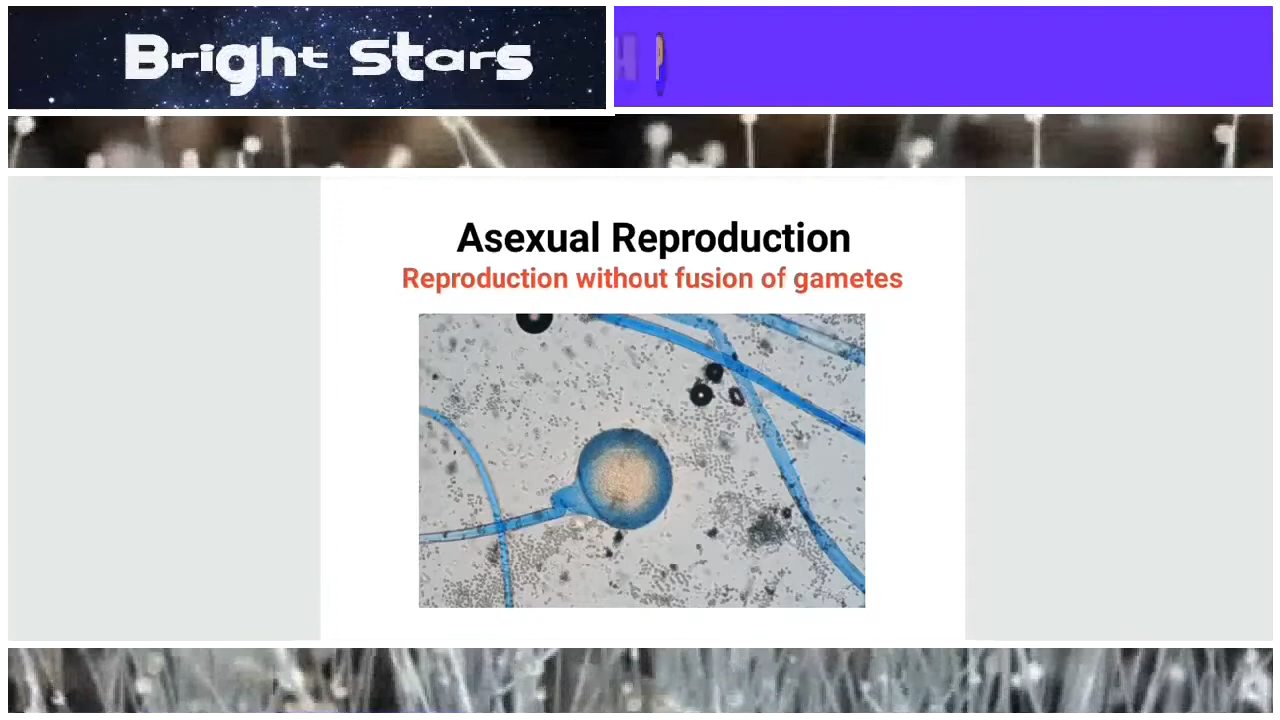 Bright Stars
H
Asexual Reproduction
Reproduction without fusion of gametes